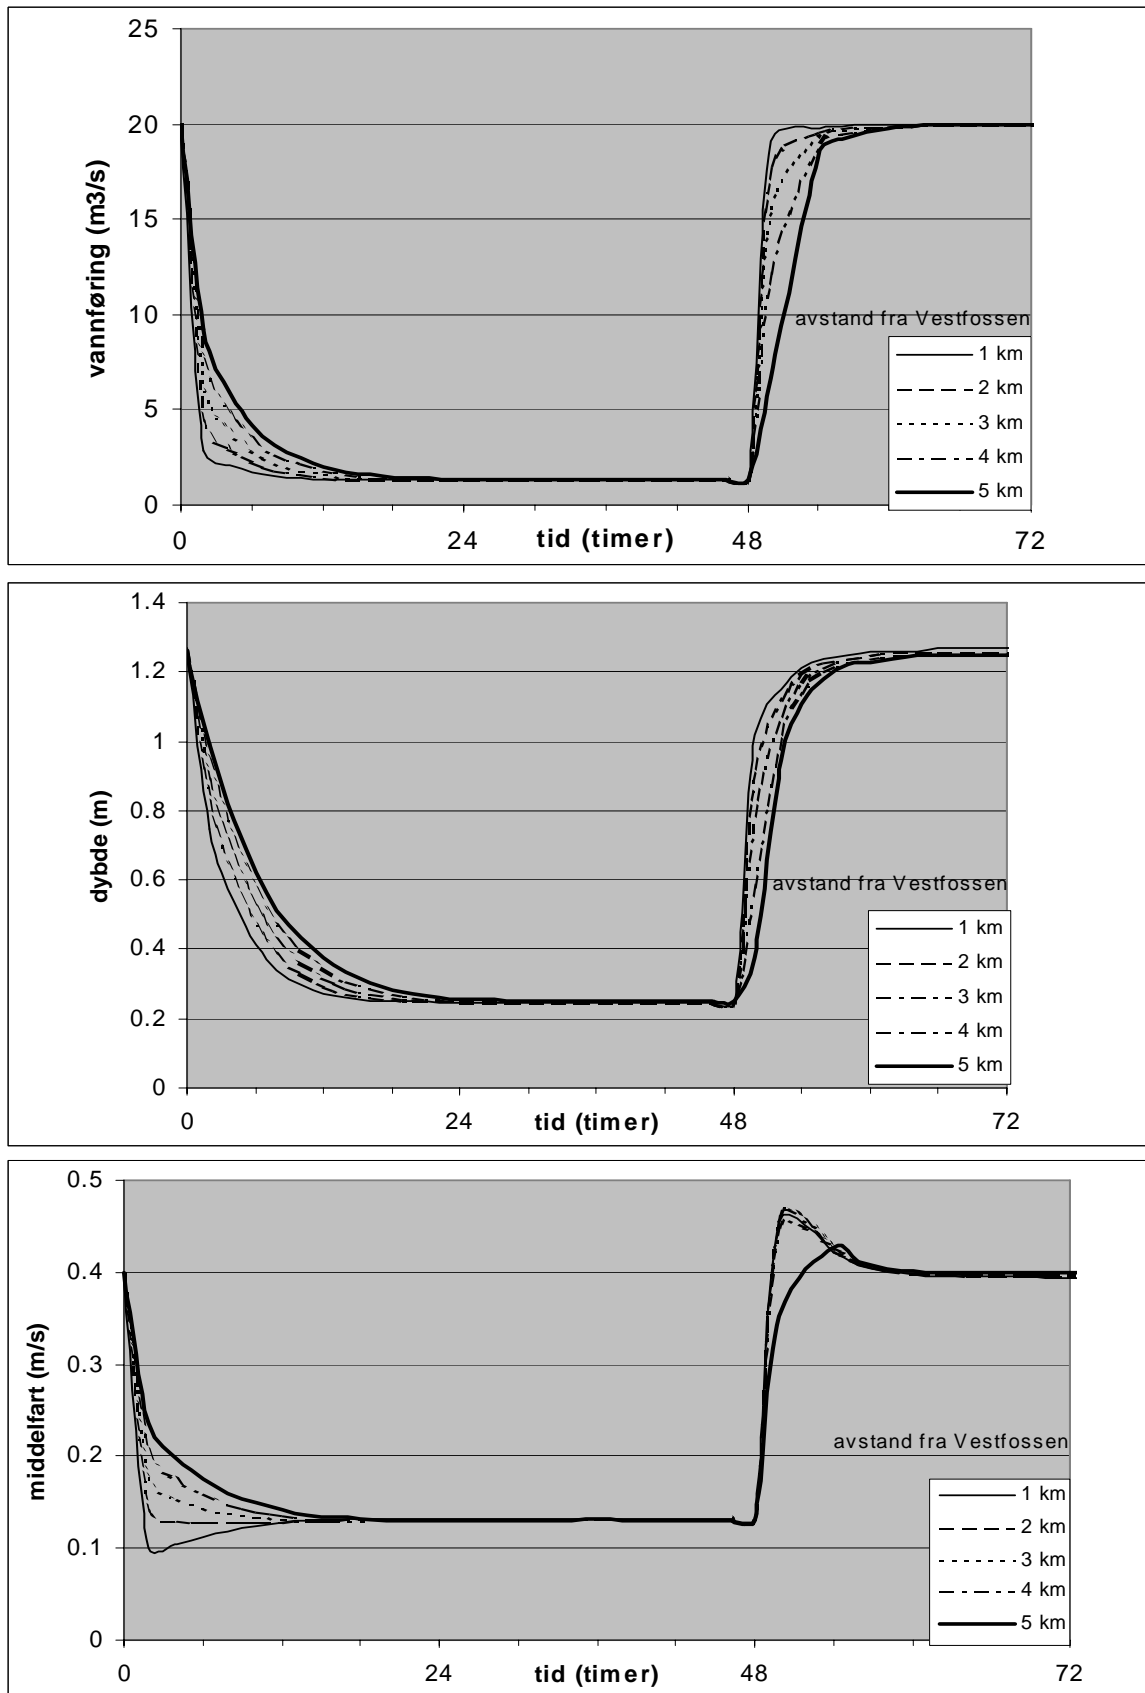 25
20
15
10
5
0
vannføring (m3/s)
avstand fra Vestfossen
1 km
2 km
3 km
4 km
5 km
0
24
tid (timer)
48
72
1.4
1.2
1
0.8
0.6
0.4
0.2
0
dybde (m)
avstand fra Vestfossen
1 km
2 km
3 km
4 km
5 km
0
24
tid (timer)
48
72
0.5
0.4
0.3
0.2
0.1
0
middelfart (m/s)
avstand fra Vestfossen
1 km
2 km
3 km
4 km
5 km
0
24
tid (timer)
48
72